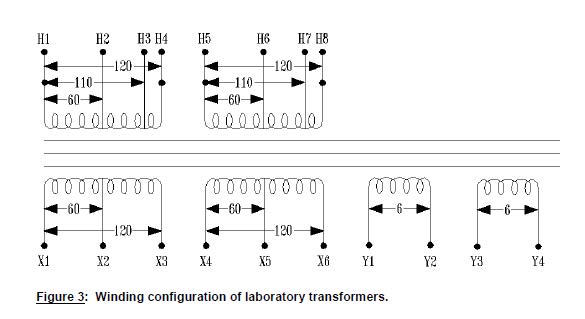 H1 H2 H3 H4 H5 H6 H7 H8
120 120
110 110
60 60
60 60 6 6
120 120
X1 X2 X3 X4 X5 X6 Y1 Y2 Y3 Y4
Figure 3: Winding configuration of laboratory transformers.